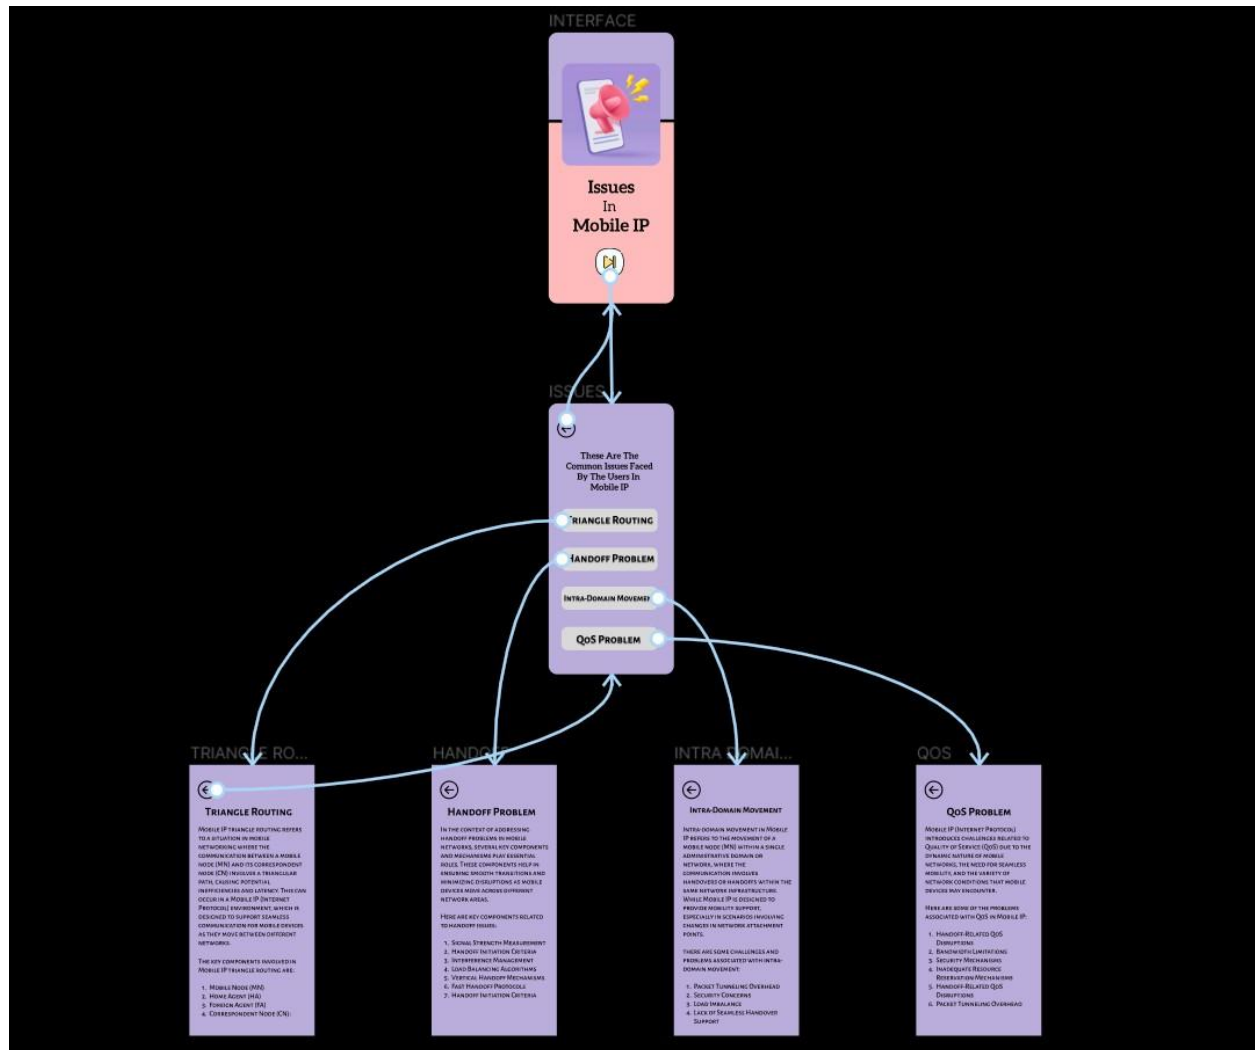 INTERFACE
Issues
In
Mobile IP
ISSUES
These Are The
Common Issues Faced
By The Users In
Mobile IP
TRIANGLE ROUTING
HANDOFF PROBLEM
INTRA-DOMAIN MOVEMEN
QOS PROBLEM
TRIANGLE RO...
TRIANGLE ROUTING
MOBILE IP TRIANGLE ROUTING REFERS
TO A SITUATION IN MOBILE
NETWORKING WHERE THE
COMMUNICATION BETWEEN A MOBILE
NODE (MN) AND ITS CORRESPONDENT
NODE (CN) INVOLVES A TRIANGULAR
PATH, CAUSING POTENTIAL
INEFFICIENCIES AND LATENCY. THIS CAN
OCCUR IN A MOBILE IP (INTERNET
PROTOCOL) ENVIRONMENT, WHICH IS
DESIGNED TO SUPPORT SEAMLESS
COMMUNICATION FOR MOBILE DEVICES
AS THEY MOVE BETWEEN DIFFERENT
NETWORKS.
THE KEY COMPONENTS INVOLVED IN
MOBILE IP TRIANGLE ROUTING ARE:
1. MOBILE NODE (MN)
2. HOME AGENT (HA)
3. FOREIGN AGENT (FA)
4. CORRESPONDENT NODE (CN):
HANDOFF
HANDOFF PROBLEM
IN THE CONTEXT OF ADDRESSING
HANDOFF PROBLEMS IN MOBILE
NETWORKS, SEVERAL KEY COMPONENTS
AND MECHANISMS PLAY ESSENTIAL
ROLES. THESE COMPONENTS HELP IN
ENSURING SMOOTH TRANSITIONS AND
MINIMIZING DISRUPTIONS AS MOBILE
DEVICES MOVE ACROSS DIFFERENT
NETWORK AREAS.
HERE ARE KEY COMPONENTS RELATED
TO HANDOFF ISSUES:
1. SIGNAL STRENGTH MEASUREMENT
2. HANDOFF INITIATION CRITERIA
3. INTERFERENCE MANAGEMENT
4. LOAD BALANCING ALGORITHMS
5. VERTICAL HANDOFF MECHANISMS
6. FAST HANDOFF PROTOCOLS
7. HANDOFF INITIATION CRITERIA
INTRA DOMAI...
INTRA-DOMAIN MOVEMENT
INTRA-DOMAIN MOVEMENT IN MOBILE
IP REFERS TO THE MOVEMENT OF A
MOBILE NODE (MN) WITHIN A SINGLE
ADMINISTRATIVE DOMAIN OR
NETWORK, WHERE THE
COMMUNICATION INVOLVES
HANDOVERS OR HANDOFFS WITHIN THE
SAME NETWORK INFRASTRUCTURE.
WHILE MOBILE IP IS DESIGNED TO
PROVIDE MOBILITY SUPPORT,
ESPECIALLY IN SCENARIOS INVOLVING
CHANGES IN NETWORK ATTACHMENT
POINTS.
THERE ARE SOME CHALLENGES AND
PROBLEMS ASSOCIATED WITH INTRA-
DOMAIN MOVEMENT:
1. PACKET TUNNELING OVERHEAD
2. SECURITY CONCERNS
3. LOAD IMBALANCE
4. LACK OF SEAMLESS HANDOVER
SUPPORT
QOS
QOS PROBLEM
MOBILE IP (INTERNET PROTOCOL)
INTRODUCES CHALLENGES RELATED TO
QUALITY OF SERVICE (QOS) DUE TO THE
DYNAMIC NATURE OF MOBILE
NETWORKS, THE NEED FOR SEAMLESS
MOBILITY, AND THE VARIETY OF
NETWORK CONDITIONS THAT MOBILE
DEVICES MAY ENCOUNTER.
HERE ARE SOME OF THE PROBLEMS
ASSOCIATED WITH QOS IN MOBILE IP:
1. HANDOFF-RELATED QOS
DISRUPTIONS
2. BANDWIDTH LIMITATIONS
3. SECURITY MECHANISMS
4. INADEQUATE RESOURCE
RESERVATION MECHANISMS
5. HANDOFF-RELATED QOS
DISRUPTIONS
6. PACKET TUNNELING OVERHEAD